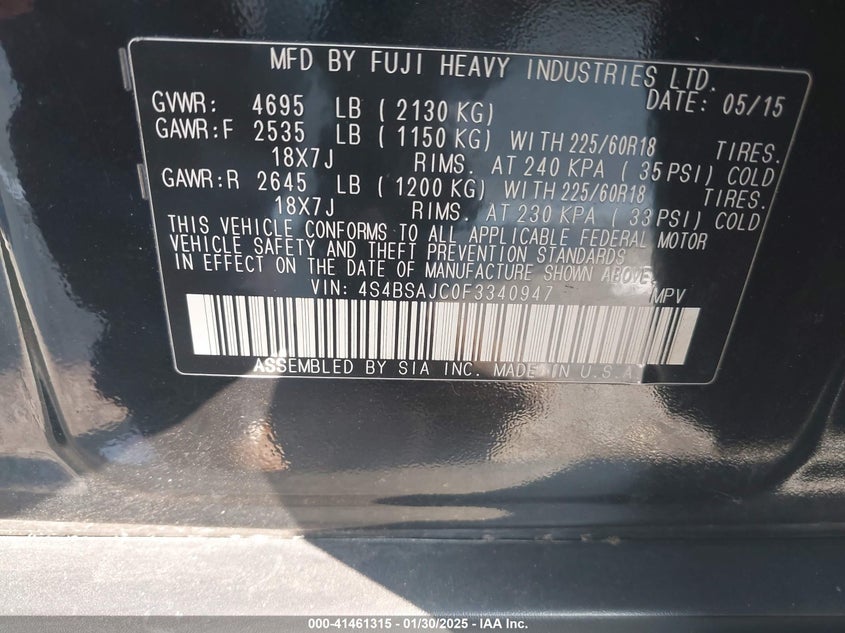 MFD BY FUJI HEAVY INDUSTRIES LTD.
DATE: 05/15
GVWR: 4695 LB ( 2130 KG)
GAWR:F 2535 LB ( 1150 KG) WITH 225/60R18 TIRES.
18X7J RIMS. AT 240 KPA ( 35 PSI) COLD
GAWR:R 2645 LB ( 1200 KG) WITH 225/60R18 TIRES.
18X7J RIMS. AT 230 KPA ( 33 PSI) COLD
THIS VEHICLE CONFORMS TO ALL APPLICABLE FEDERAL MOTOR
VEHICLE SAFETY AND THEFT PREVENTION STANDARDS
IN EFFECT ON THE DATE OF MANUFACTURE SHOWN ABOVE.
VIN: 4S4BSAJC0F3340947 MPV
ASSEMBLED BY SIA INC. MADE IN U.S.A.
000-41461315 - 01/30/2025 - IAA Inc.